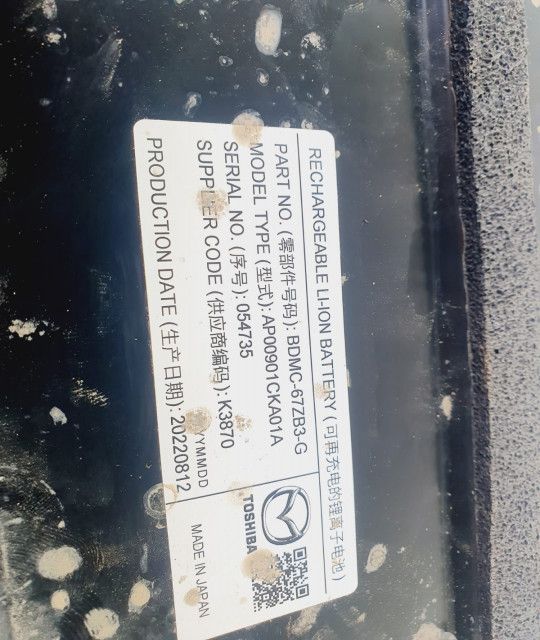 RECHARGEABLE LI-ION BATTERY (可再充电的锂离子电池)
PART NO. (零部件号码): BDMC-67ZB3-G
MODEL TYPE (型式): AP00901CKA01A
SERIAL NO. (序号): 054735
SUPPLIER CODE (供应商编码): K3870
YYMMDD
PRODUCTION DATE (生产日期): 20220812
TOSHIBA
MADE IN JAPAN